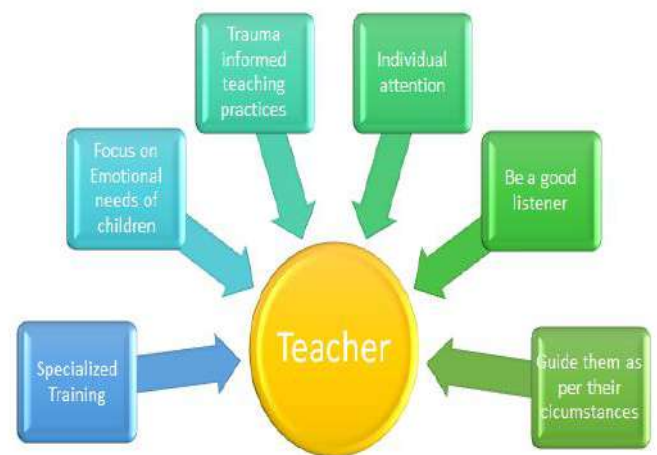 Trauma
informed
teaching
practices
Individual
attention
Focus on
Emotional
needs of
children
Be a good
listener
Teacher
Specialized
Training
Guide them as
per their
cicumstances